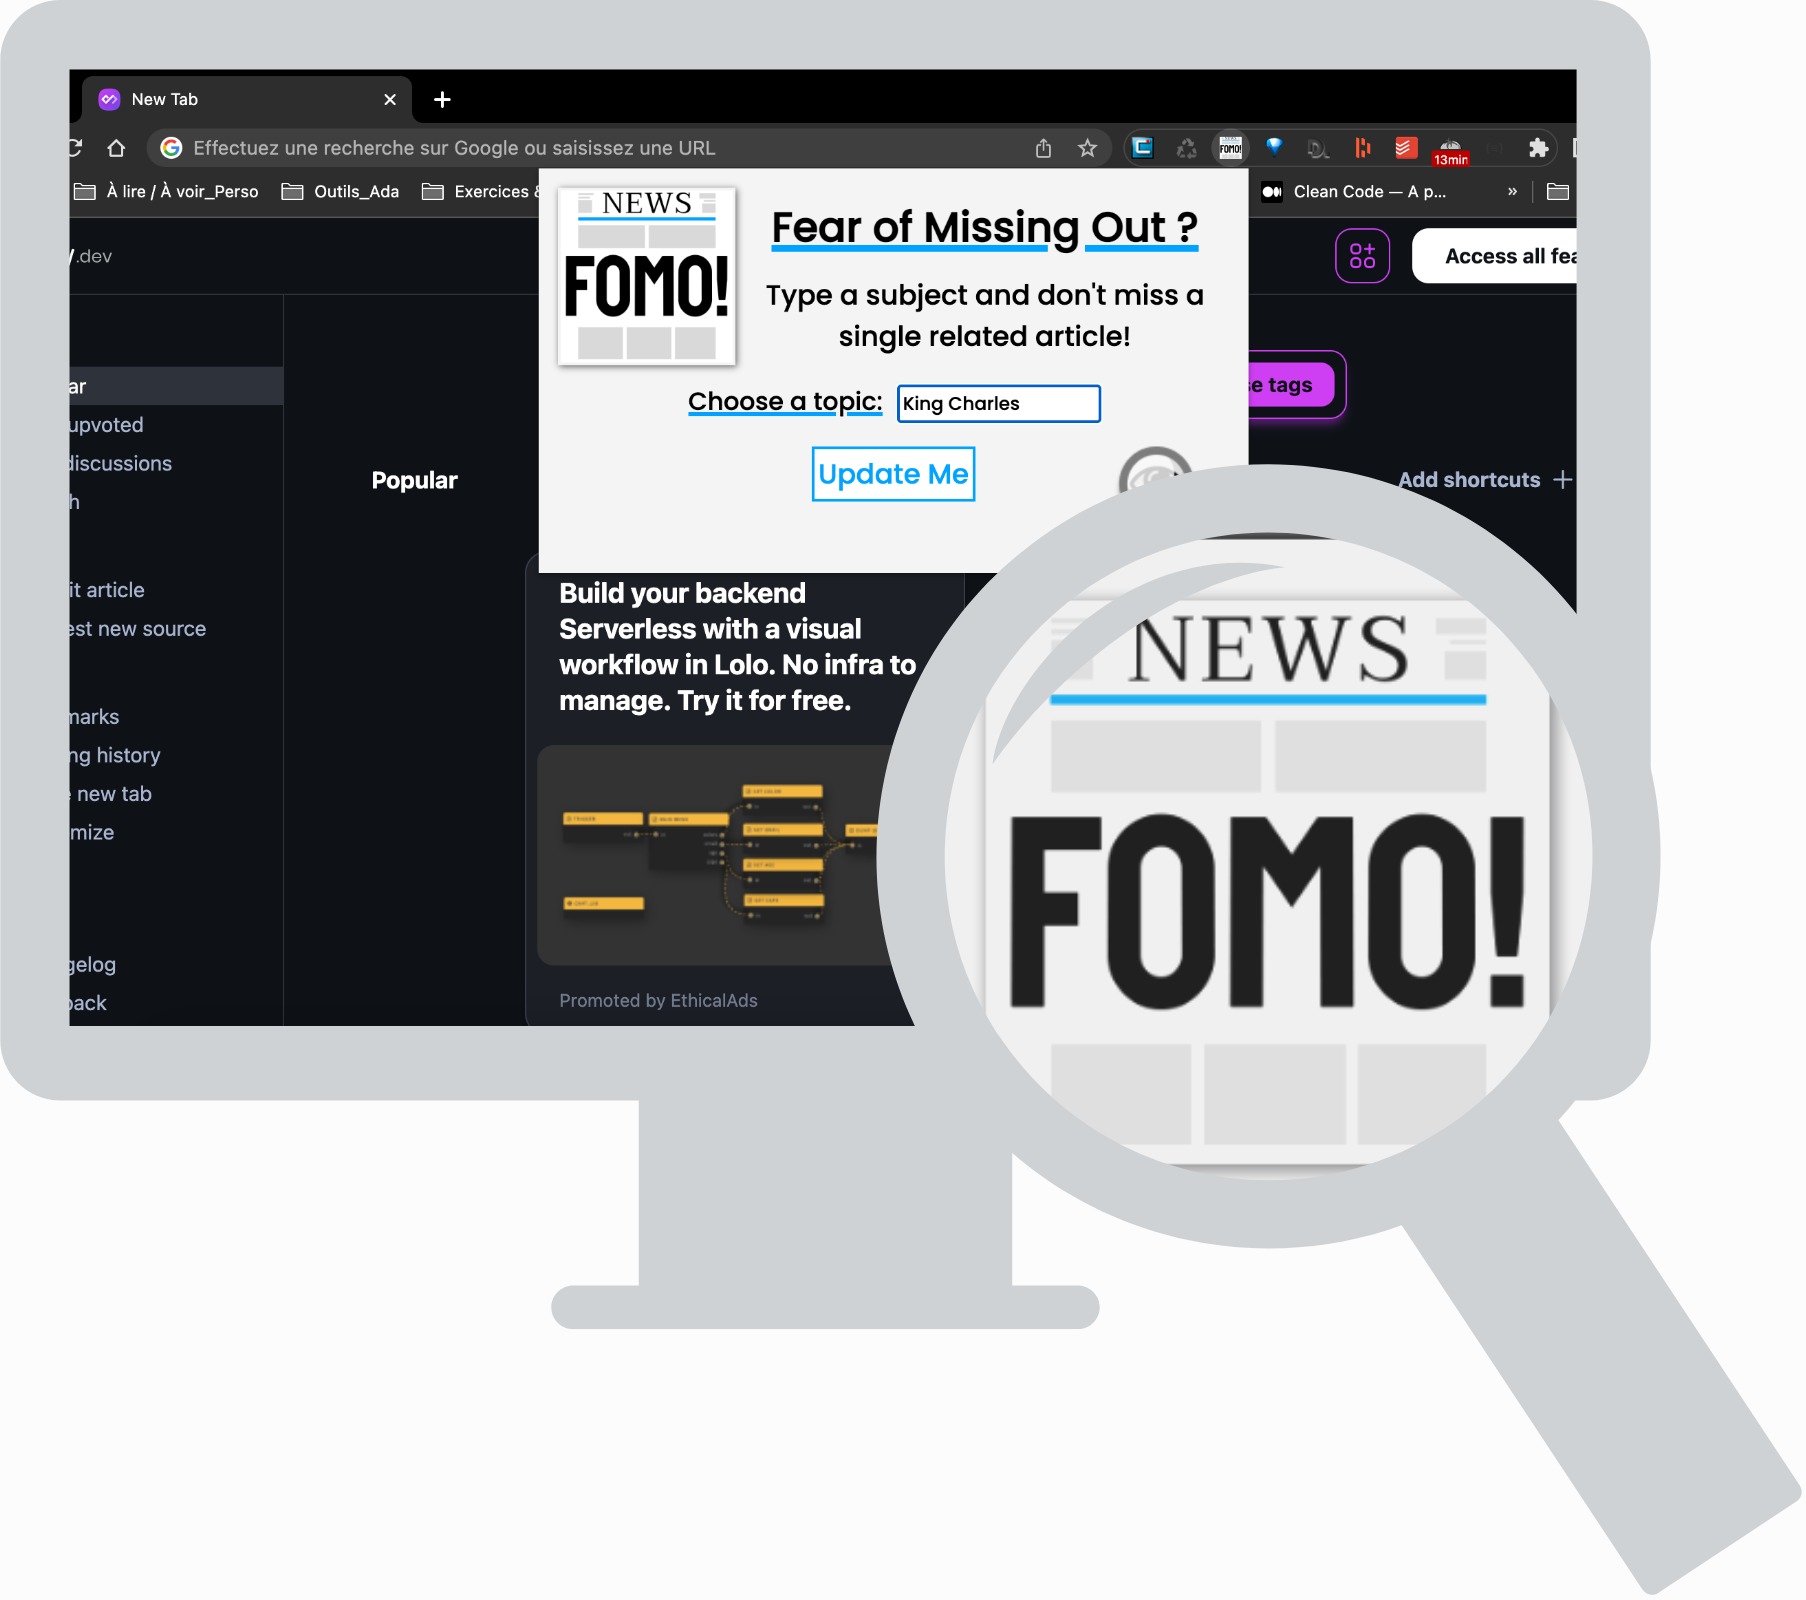 New Tab
Effectuez une recherche sur Google ou saisissez une URL
FOMO!
13min
À lire / À voir_Perso
Outils_Ada
Exercices &
Clean Code — A p...
»
.dev
Access all fea
NEWS
FOMO!
Fear of Missing Out ?
Type a subject and don't miss a
single related article!
Choose a topic:
King Charles
Update Me
se tags
ar
upvoted
discussions
h
Popular
Add shortcuts +
it article
est new source
marks
ng history
new tab
mize
gelog
back
Build your backend
Serverless with a visual
workflow in Lolo. No infra to
manage. Try it for free.
TRIGGER
Promoted by EthicalAds
NEWS
FOMO!